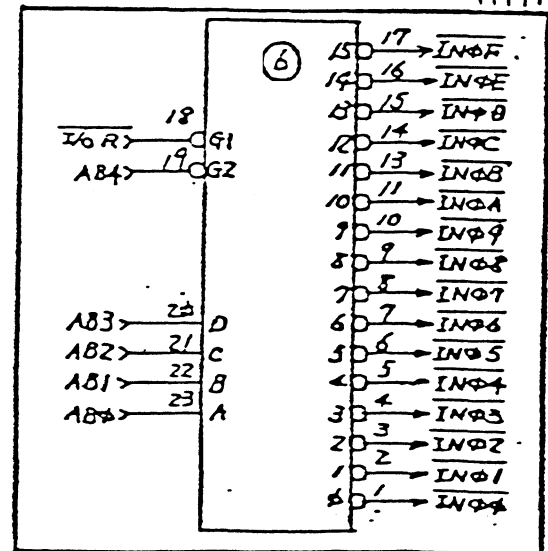 6
15 17 IN0F
14 16 IN0E
13 15 IN0D
12 14 IN0C
11 13 IN0B
10 11 IN0A
9 10 IN09
8 9 IN08
7 8 IN07
6 7 IN06
5 6 IN05
4 5 IN04
3 4 IN03
2 3 IN02
1 2 IN01
0 1 IN00
I/OR 18 G1
AB4 19 G2
AB3 20 D
AB2 21 C
AB1 22 B
AB0 23 A